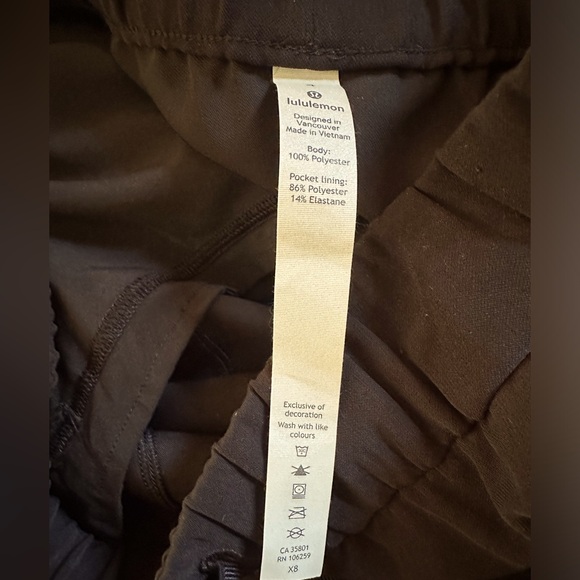 lululemon
Designed in
Vancouver
Made in Vietnam
Body:
100% Polyester
Pocket lining:
86% Polyester
14% Elastane
Exclusive of
decoration
Wash with like
colours
CA 35801
RN 106259
X8